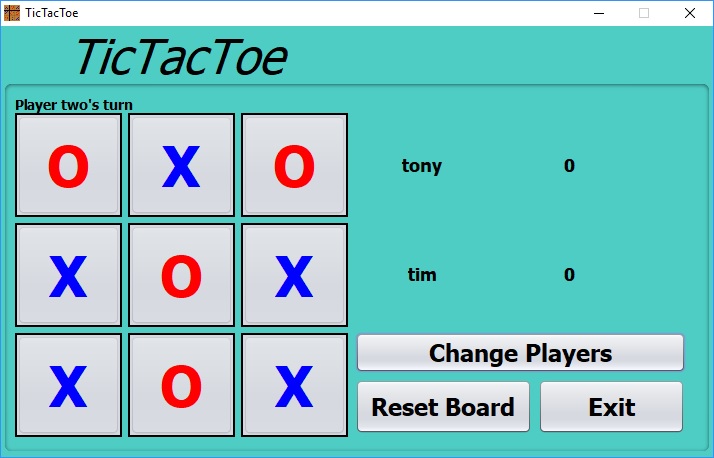 TicTacToe
TicTacToe
Player two's turn
O X O
tony 0
X O X
tim 0
X O X
Change Players
Reset Board Exit